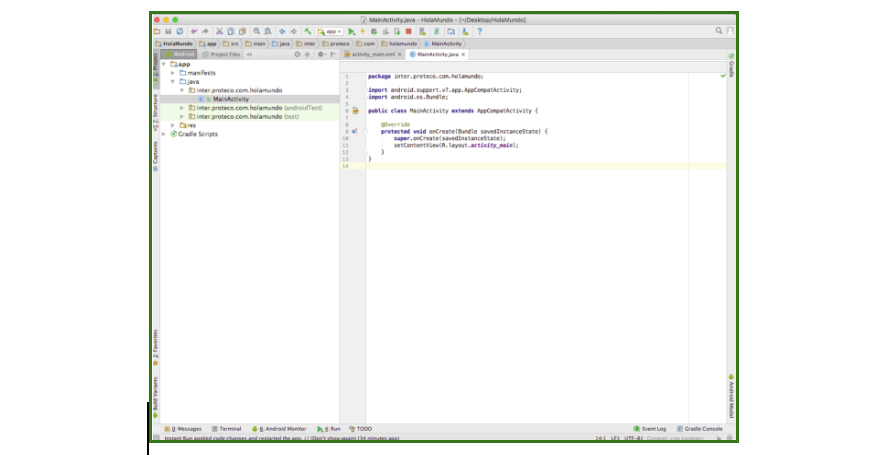 MainActivity.java - HolaMundo - [~/Desktop/HolaMundo]
app
?
HolaMundo app src main java inter proteco com holamundo MainActivity
Android Project Files
activity_main.xml × MainActivity.java ×
app
manifests
java
inter.proteco.com.holamundo
MainActivity
inter.proteco.com.holamundo (androidTest)
inter.proteco.com.holamundo (test)
res
Gradle Scripts
1 package inter.proteco.com.holamundo;
2
3 import android.support.v7.app.AppCompatActivity;
4 import android.os.Bundle;
5
6 public class MainActivity extends AppCompatActivity {
7
8 @Override
9 protected void onCreate(Bundle savedInstanceState) {
10 super.onCreate(savedInstanceState);
11 setContentView(R.layout.activity_main);
12 }
13 }
14
1: Project
Z: Structure
Captures
2: Favorites
Build Variants
Gradle
Android Model
0: Messages Terminal 6: Android Monitor 4: Run TODO Event Log Gradle Console
Instant Run applied code changes and restarted the app. // (Don't show again) (34 minutes ago) 14:1 LF‡ UTF-8‡ Context: <no context>